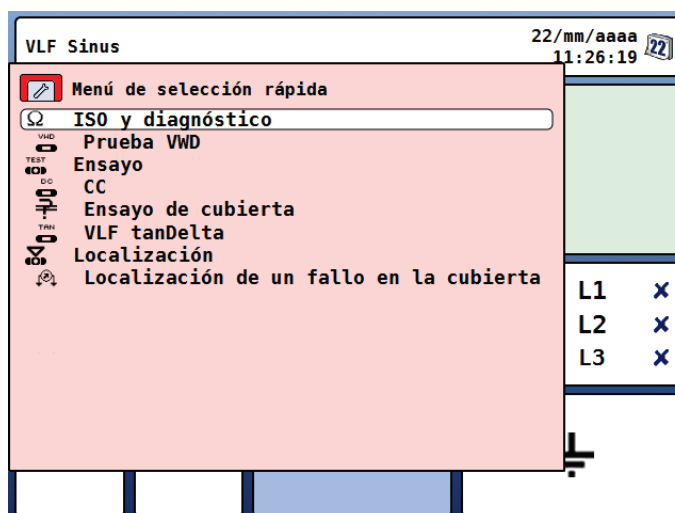 VLF Sinus
22/mm/aaaa
11:26:19
22
Menú de selección rápida
Ω ISO y diagnóstico
VHD Prueba VWD
TEST Ensayo
DC CC
Ensayo de cubierta
TAN VLF tanDelta
Localización
Localización de un fallo en la cubierta
L1 ✗
L2 ✗
L3 ✗